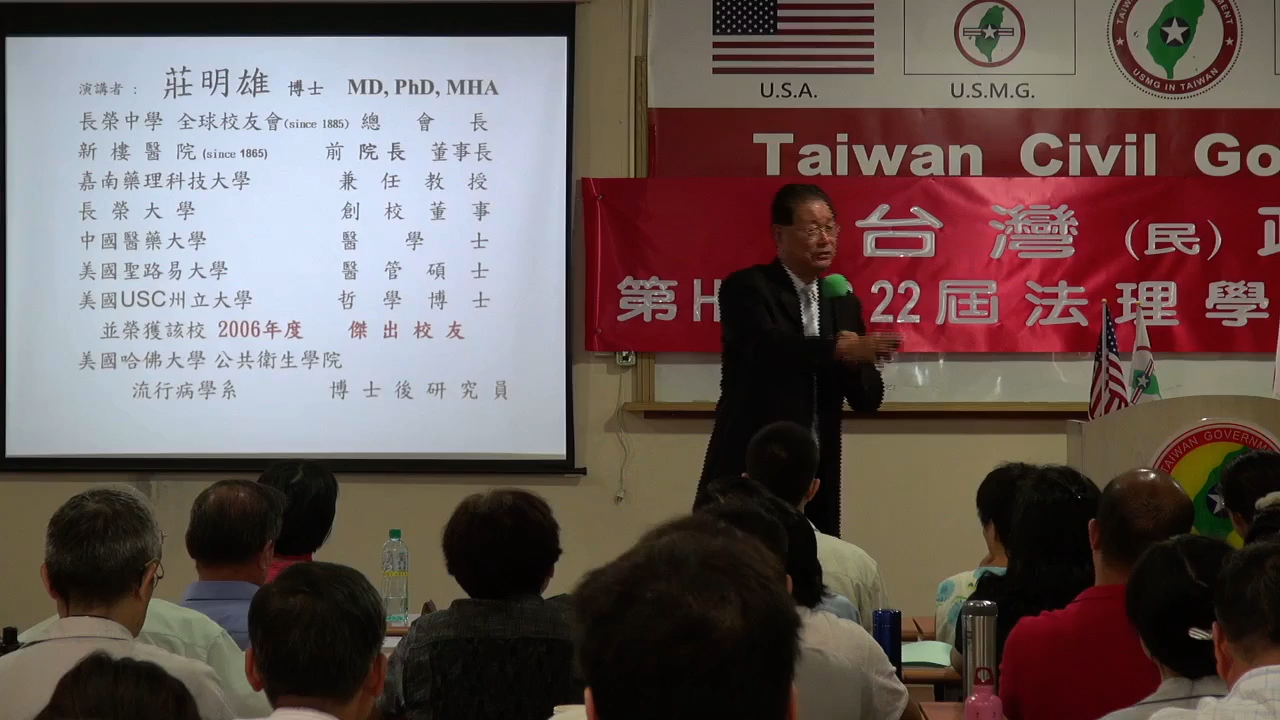 演講者： 莊明雄 博士 MD, PhD, MHA
長榮中學 全球校友會(since 1885) 總 會 長
新樓醫院 (since 1865) 前院長 董事長
嘉南藥理科技大學 兼任教授
長榮大學 創校董事
中國醫藥大學 醫學士
美國聖路易大學 醫管碩士
美國USC州立大學 哲學博士
並榮獲該校 2006年度 傑出校友
美國哈佛大學 公共衛生學院
流行病學系 博士後研究員
U.S.A.
U.S.M.G.
USMG IN TAIWAN
Taiwan Civil Go
台灣(民)
第H 22屆法理學
TAIWAN GOVERNM